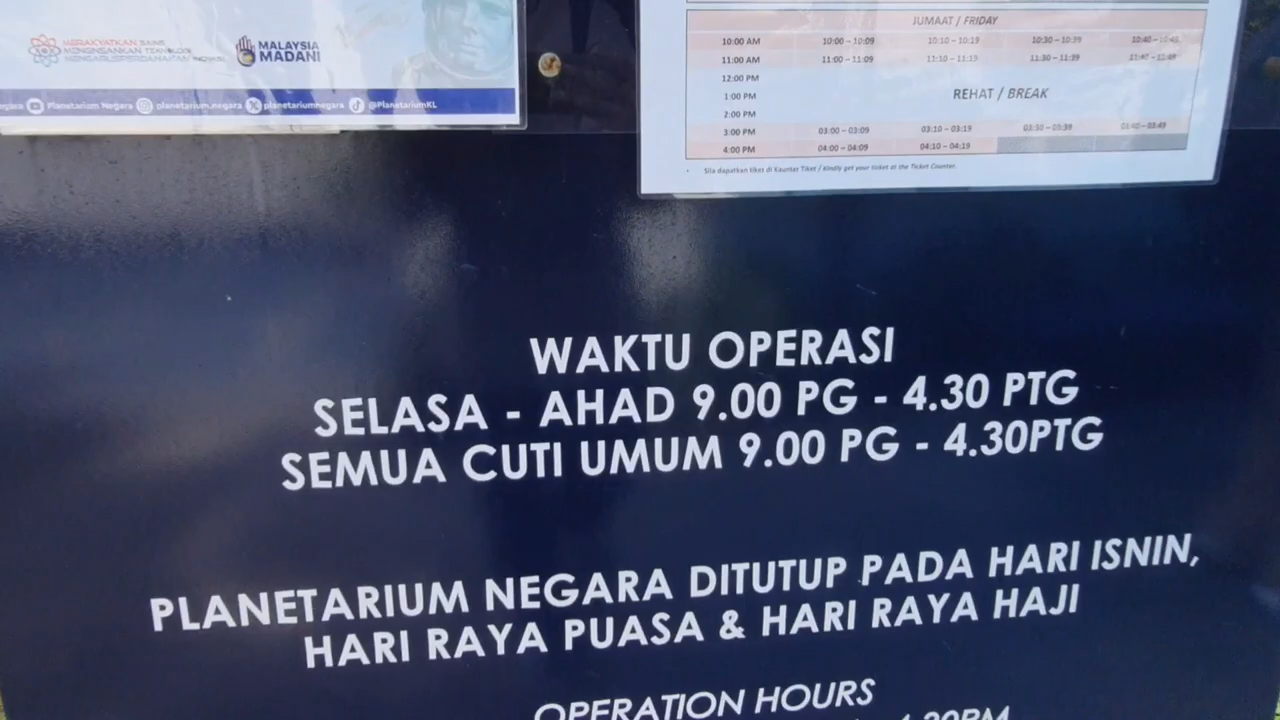 MERAKYATKAN SAINS
MENGINSANKAN TEKNOLOGI
MENGARUSPERDANAKAN INOVASI
MALAYSIA
MADANI
Planetarium Negara planetarium.negara planetariumnegara @PlanetariumKL
JUMAAT / FRIDAY
10:00 AM 10:00 – 10:09 10:10 – 10:19 10:30 – 10:39 10:40 – 10:49
11:00 AM 11:00 – 11:09 11:10 – 11:19 11:30 – 11:39 11:40 – 11:49
12:00 PM
1:00 PM REHAT / BREAK
2:00 PM
3:00 PM 03:00 – 03:09 03:10 – 03:19 03:30 – 03:39 03:40 – 03:49
4:00 PM 04:00 – 04:09 04:10 – 04:19
• Sila dapatkan tiket di Kaunter Tiket / Kindly get your ticket at the Ticket Counter.
WAKTU OPERASI
SELASA - AHAD 9.00 PG - 4.30 PTG
SEMUA CUTI UMUM 9.00 PG - 4.30PTG
PLANETARIUM NEGARA DITUTUP PADA HARI ISNIN,
HARI RAYA PUASA & HARI RAYA HAJI
OPERATION HOURS
4.30PM